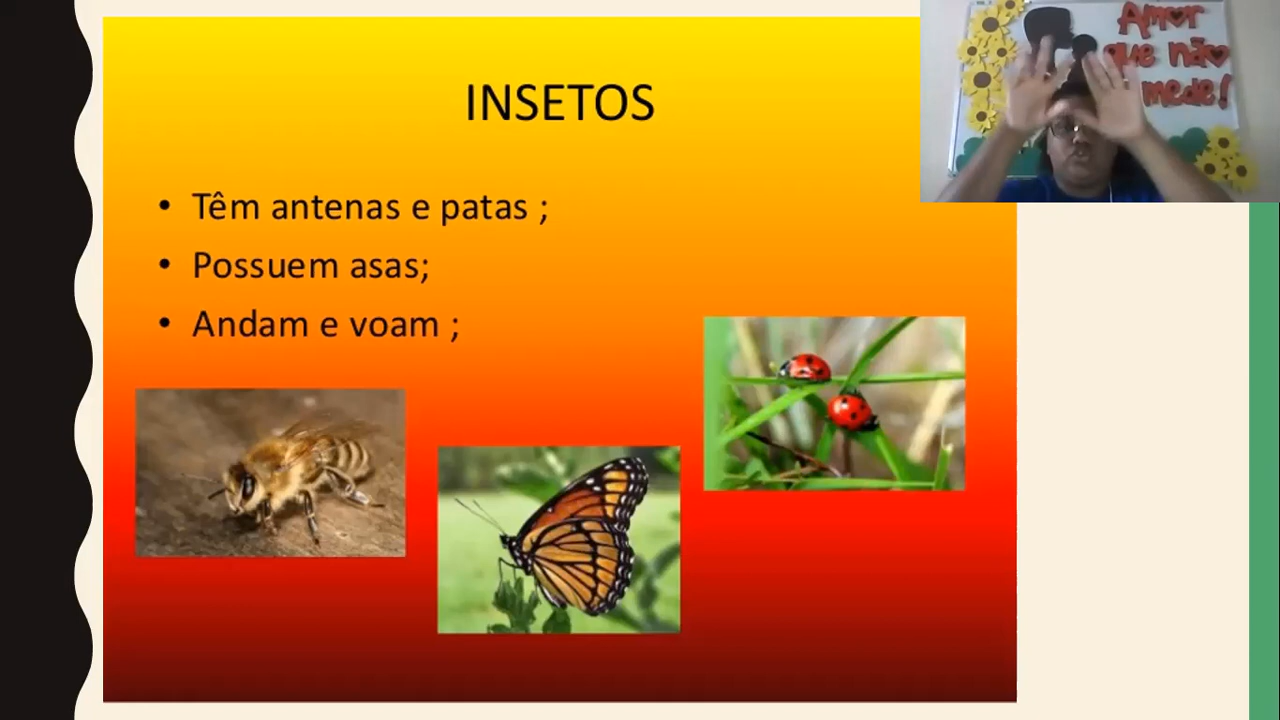 INSETOS
• Têm antenas e patas ;
• Possuem asas;
• Andam e voam ;
Amor
que não
mede!